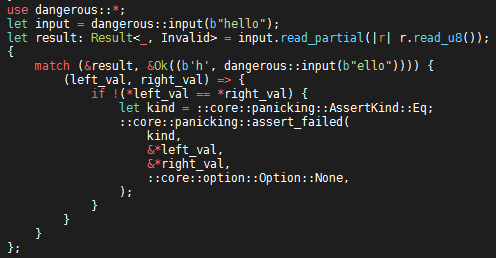 use dangerous::*;
let input = dangerous::input(b"hello");
let result: Result<_, Invalid> = input.read_partial(|r| r.read_u8());
{
    match (&result, &Ok((b'h', dangerous::input(b"ello")))) {
        (left_val, right_val) => {
            if !(*left_val == *right_val) {
                let kind = ::core::panicking::AssertKind::Eq;
                ::core::panicking::assert_failed(
                    kind,
                    &*left_val,
                    &*right_val,
                    ::core::option::Option::None,
                );
            }
        }
    }
};